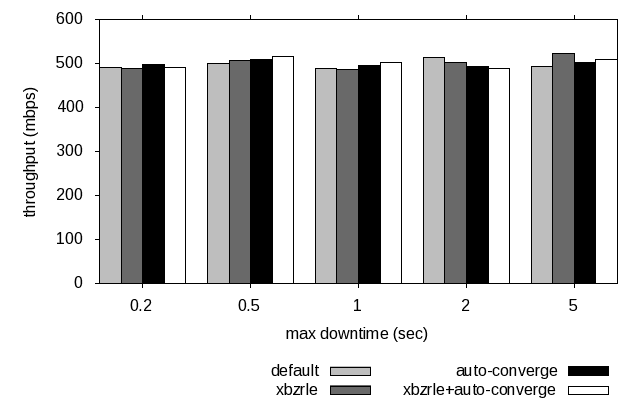 600
500
400
300
200
100
0
throughput (mbps)
0.2 0.5 1 2 5
max downtime (sec)
default auto-converge
xbzrle xbzrle+auto-converge